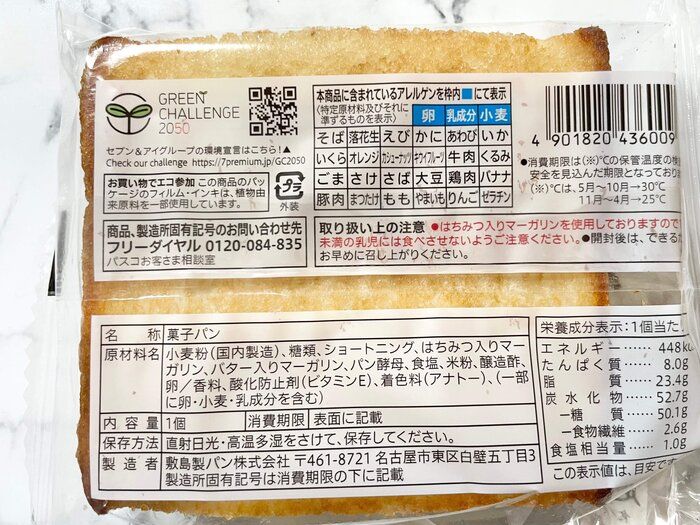 GREEN
CHALLENGE
2050
セブン&アイグループの環境宣言はこちら!▲
Check our challenge https://7premium.jp/GC2050
お買い物でエコ参加 この商品のパッ
ケージのフィルム・インキは、植物由
来原料を一部使用しています。
プラ
外装
商品、製造所固有記号のお問い合わせ先
フリーダイヤル 0120-084-835
パスコお客さま相談室
本商品に含まれているアレルゲンを枠内■にて表示
(特定原材料及びそれに
準ずるものを表示)
卵 乳成分 小麦
そば 落花生 えび かに あわび いか
いくら オレンジ カシューナッツ キウイフルーツ 牛肉 くるみ
ごま さけ さば 大豆 鶏肉 バナナ
豚肉 まつたけ もも やまいも りんご ゼラチン
取り扱い上の注意 ●はちみつ入りマーガリンを使用しておりますので
未満の乳児には食べさせないようご注意ください。●開封後は、できるだ
お早めに召し上がりください。
4 901820 436009
●消費期限は(※)℃の保管温度の検
安全を見込んだ期限となってお
(※)℃は、5月〜10月→30℃
11月〜4月→25℃
名称 菓子パン
原材料名 小麦粉(国内製造)、糖類、ショートニング、はちみつ入りマー
ガリン、バター入りマーガリン、パン酵母、食塩、米粉、醸造酢、
卵/香料、酸化防止剤(ビタミンE)、着色料(アナトー)、(一部
に卵・小麦・乳成分を含む)
内容量 1個 消費期限 表面に記載
保存方法 直射日光・高温多湿をさけて、保存してください。
製造者 敷島製パン株式会社 〒461-8721 名古屋市東区白壁五丁目3
製造所固有記号は消費期限の下に記載
栄養成分表示:1個当た
エネルギー 448kc
たんぱく質 8.0g
脂質 23.4g
炭水化物 52.7g
-糖質 50.1g
-食物繊維 2.6g
食塩相当量 1.0g
この表示値は、目安です